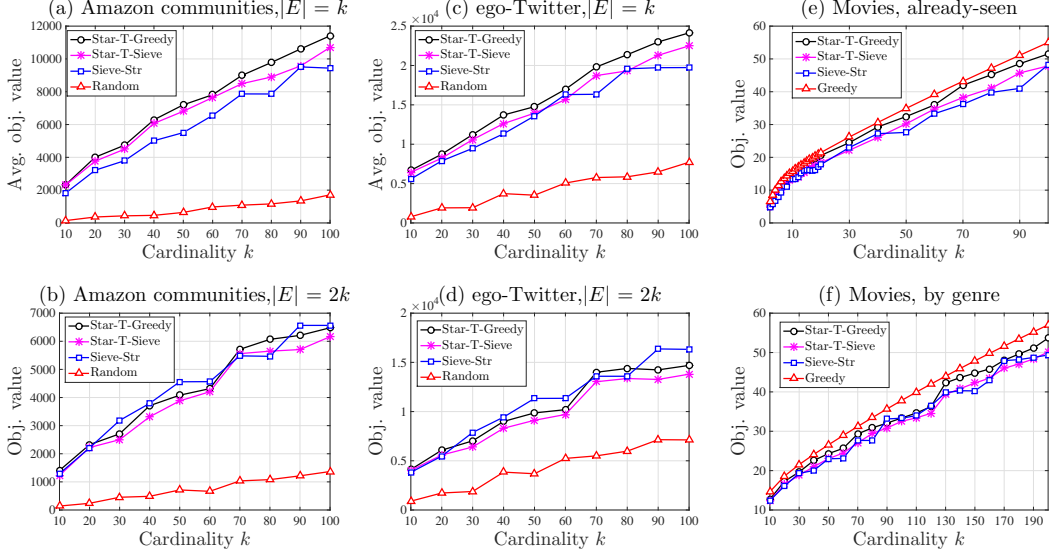 (a) Amazon communities,|E| = k
12000
10000
8000
6000
4000
2000
0
Avg. obj. value
Star-T-Greedy
Star-T-Sieve
Sieve-Str
Random
10 20 30 40 50 60 70 80 90 100
Cardinality k
(c) ego-Twitter,|E| = k
×10⁴
2.5
2
1.5
1
0.5
0
Avg. obj. value
Star-T-Greedy
Star-T-Sieve
Sieve-Str
Random
10 20 30 40 50 60 70 80 90 100
Cardinality k
(e) Movies, already-seen
60
50
40
30
20
10
0
Obj. value
Star-T-Greedy
Star-T-Sieve
Sieve-Str
Greedy
10 30 50 70 90
Cardinality k
(b) Amazon communities,|E| = 2k
7000
6000
5000
4000
3000
2000
1000
0
Obj. value
Star-T-Greedy
Star-T-Sieve
Sieve-Str
Random
10 20 30 40 50 60 70 80 90 100
Cardinality k
(d) ego-Twitter,|E| = 2k
×10⁴
2
1.5
1
0.5
0
Obj. value
Star-T-Greedy
Star-T-Sieve
Sieve-Str
Random
10 20 30 40 50 60 70 80 90 100
Cardinality k
(f) Movies, by genre
60
50
40
30
20
10
Obj. value
Star-T-Greedy
Star-T-Sieve
Sieve-Str
Greedy
10 30 50 70 90 110 130 150 170 190
Cardinality k